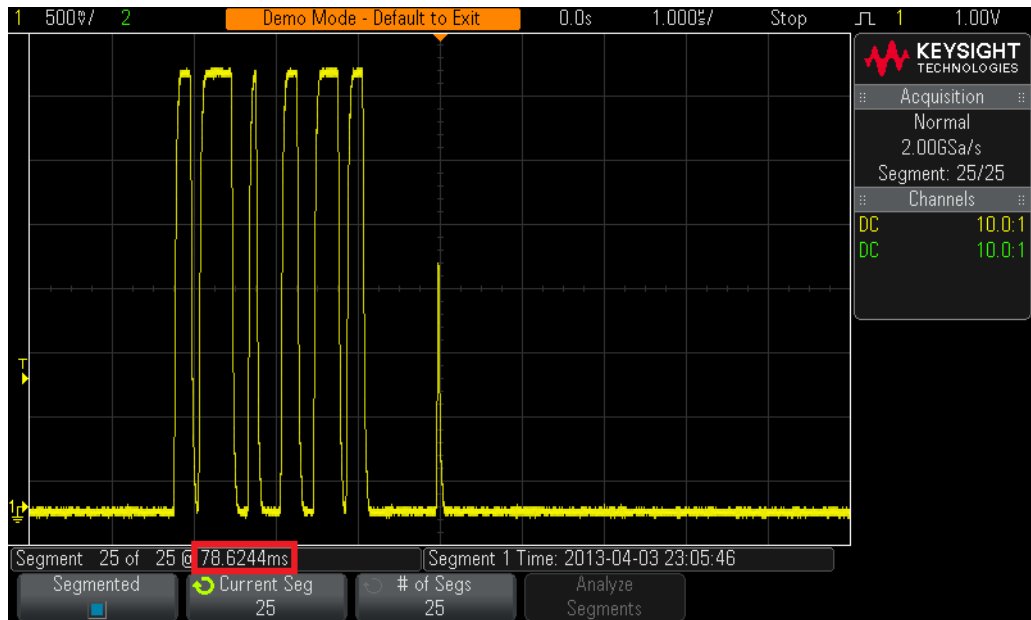 1 500mV/ 2 Demo Mode - Default to Exit 0.0s 1.000µs/ Stop 1 1.00V
KEYSIGHT
TECHNOLOGIES
Acquisition
Normal
2.00GSa/s
Segment: 25/25
Channels
DC 10.0:1
DC 10.0:1
T
1
Segment 25 of 25 @ 78.6244ms Segment 1 Time: 2013-04-03 23:05:46
Segmented Current Seg # of Segs Analyze
25 25 Segments